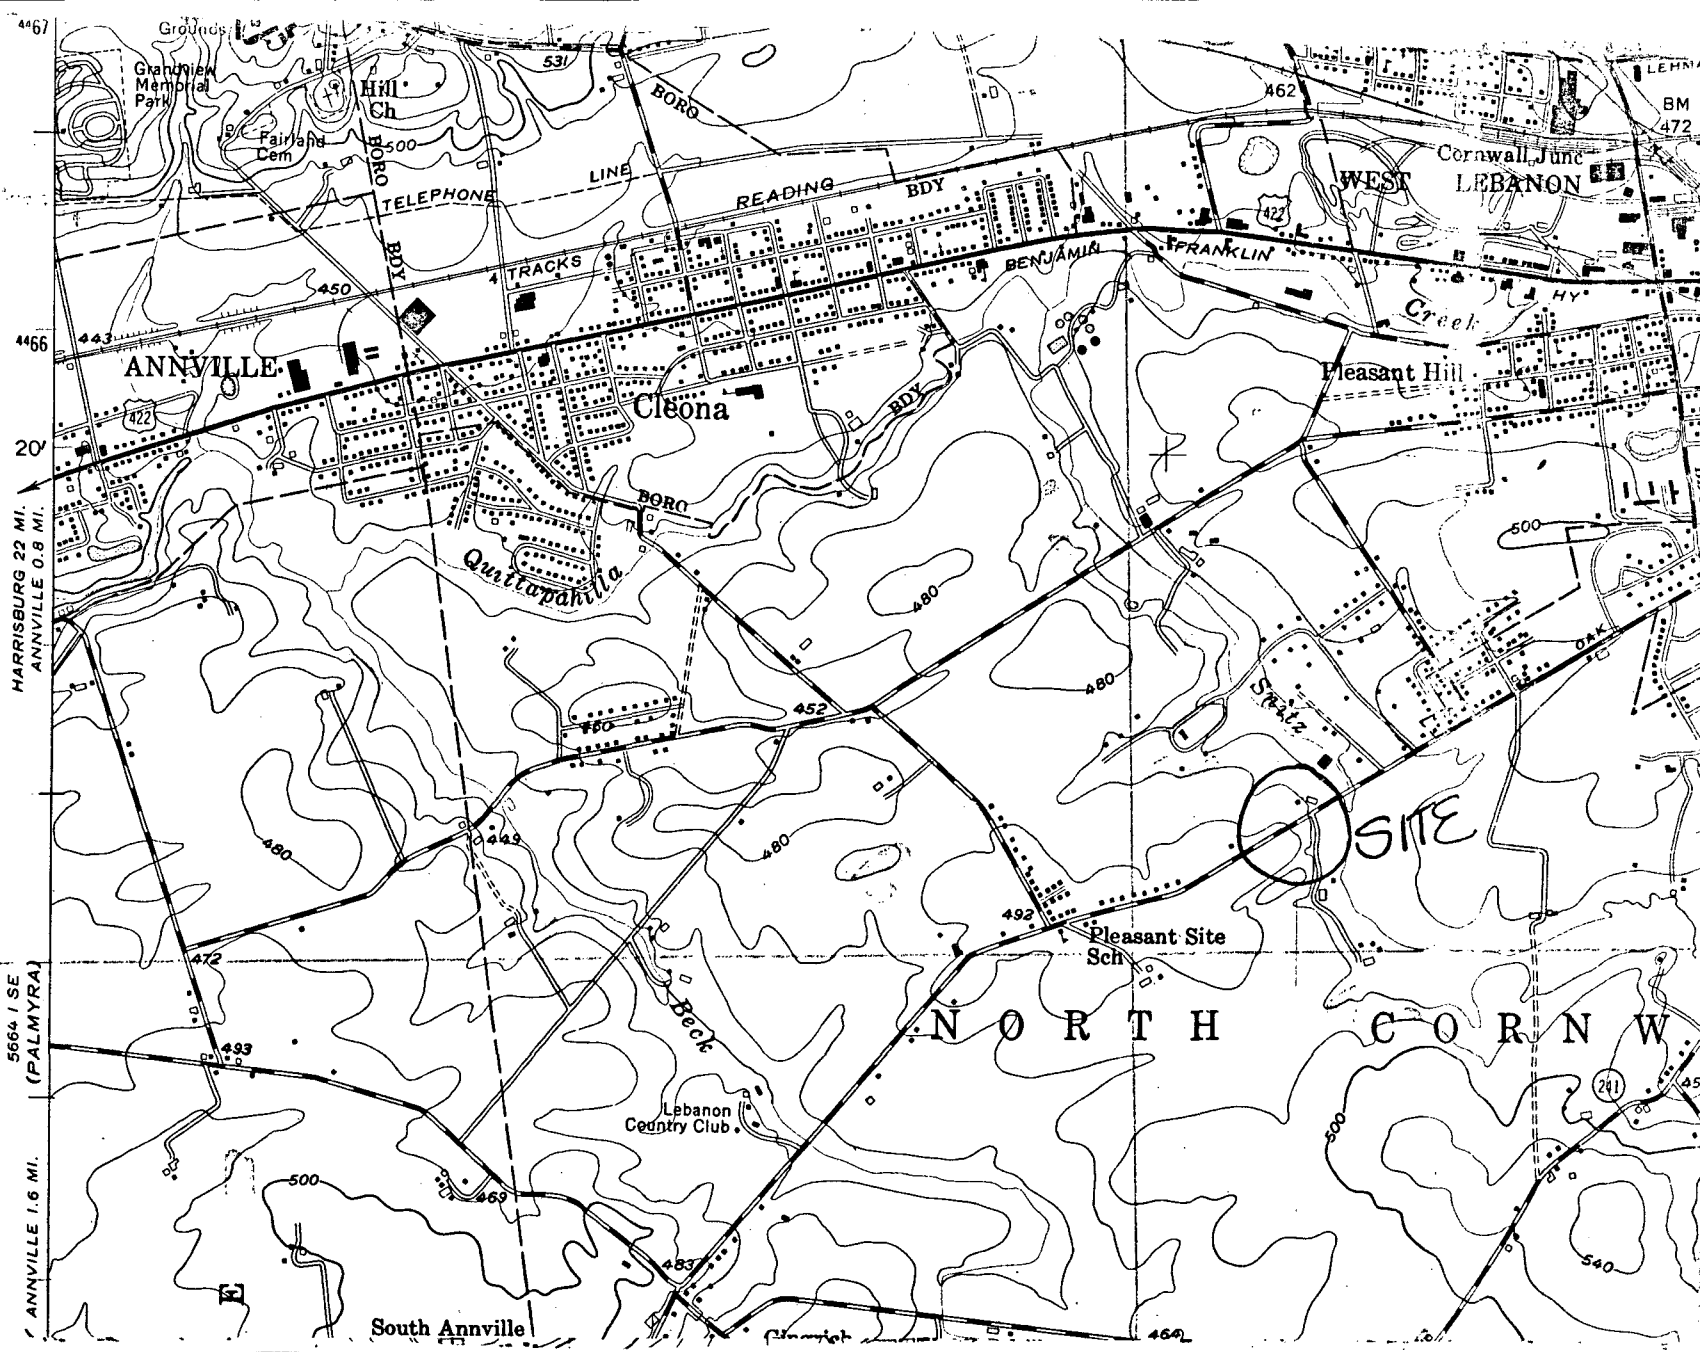 4467
Grounds
Grandview
Memorial
Park
Hill
Ch
Fairland
Cem
500
531
BORO
BORO
BDY
462
LEHMA
BM
472
Cornwall Junc
WEST LEBANON
422
TELEPHONE LINE
READING
BDY
TRACKS
4
450
443
4466
BENJAMIN FRANKLIN HY
Creek
ANNVILLE
422
Cleona
BDY
Pleasant Hill
20'
HARRISBURG 22 MI.
ANNVILLE 0.8 MI.
BORO
Quittapahilla
500
480
480
OAK
Snitz
452
460
449
480
480
SITE
492
Pleasant Site
Sch
472
5664 I SE
(PALMYRA)
Beck
NORTH CORNW
493
241
45
Lebanon
Country Club
500
ANNVILLE 1.6 MI.
500
469
540
483
South Annville
Gingrich
464